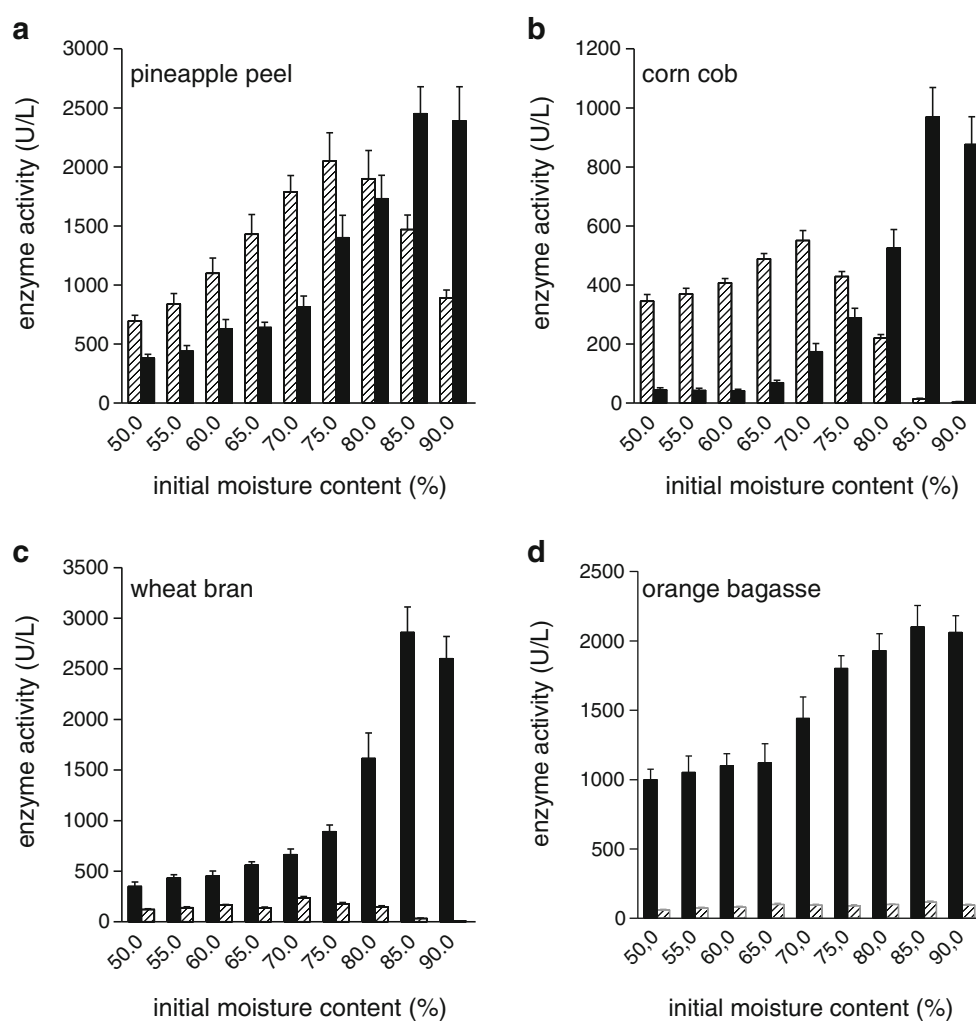 a
pineapple peel
enzyme activity (U/L)
3000
2500
2000
1500
1000
500
0
50.0 55.0 60.0 65.0 70.0 75.0 80.0 85.0 90.0
initial moisture content (%)
b
corn cob
enzyme activity (U/L)
1200
1000
800
600
400
200
0
50.0 55.0 60.0 65.0 70.0 75.0 80.0 85.0 90.0
initial moisture content (%)
c
wheat bran
enzyme activity (U/L)
3500
3000
2500
2000
1500
1000
500
0
50.0 55.0 60.0 65.0 70.0 75.0 80.0 85.0 90.0
initial moisture content (%)
d
orange bagasse
enzyme activity (U/L)
2500
2000
1500
1000
500
0
50,0 55,0 60,0 65,0 70,0 75,0 80,0 85,0 90,0
initial moisture content (%)